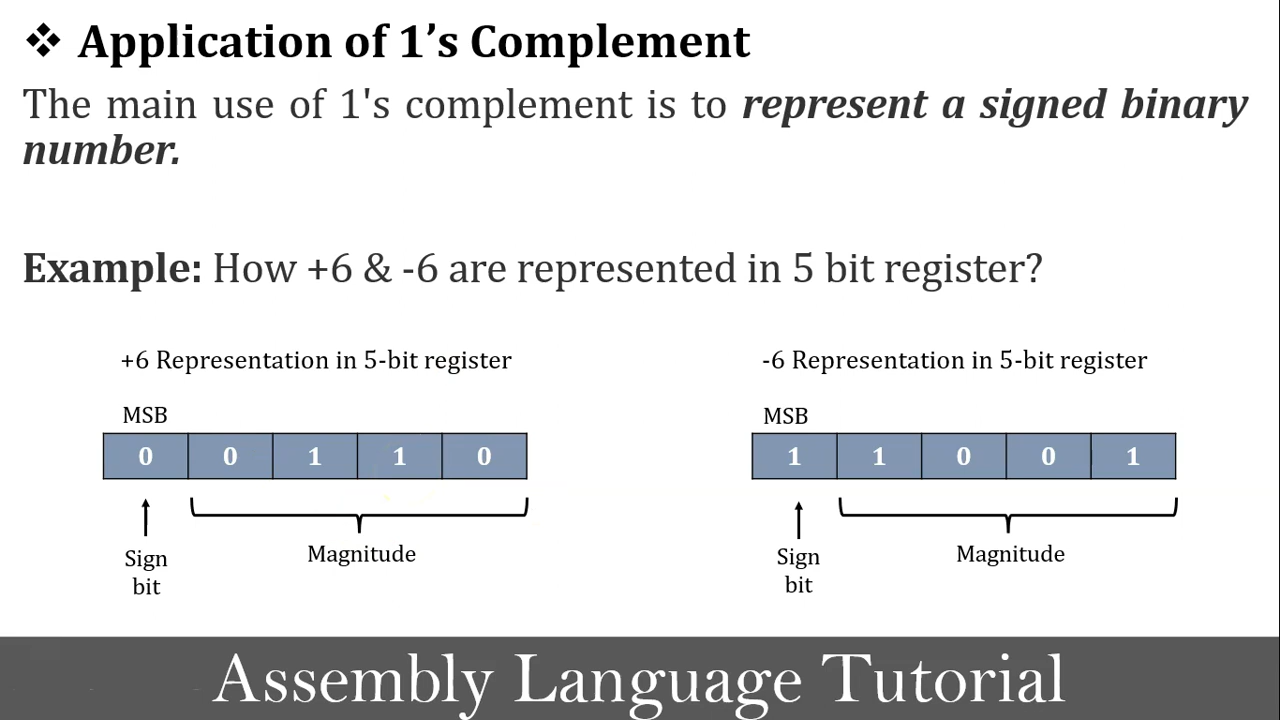 ❖ Application of 1’s Complement
The main use of 1's complement is to represent a signed binary
number.
Example: How +6 & -6 are represented in 5 bit register?
+6 Representation in 5-bit register
MSB
0 0 1 1 0
Sign
bit
Magnitude
-6 Representation in 5-bit register
MSB
1 1 0 0 1
Sign
bit
Magnitude
Assembly Language Tutorial